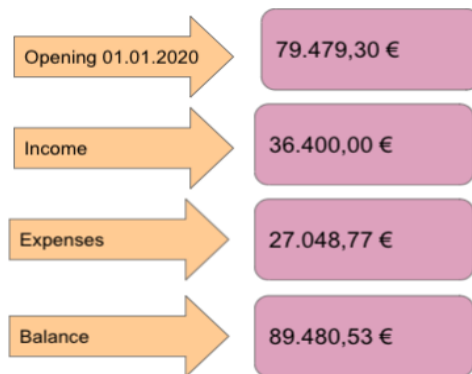 Opening 01.01.2020 79.479,30 €
Income 36.400,00 €
Expenses 27.048,77 €
Balance 89.480,53 €